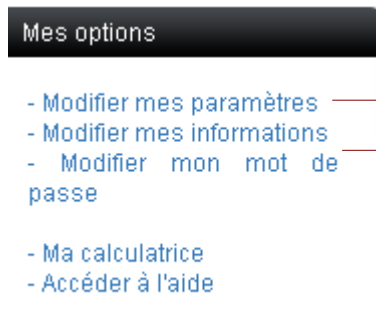 Mes options
- Modifier mes paramètres
- Modifier mes informations
- Modifier mon mot de
passe
- Ma calculatrice
- Accéder à l'aide